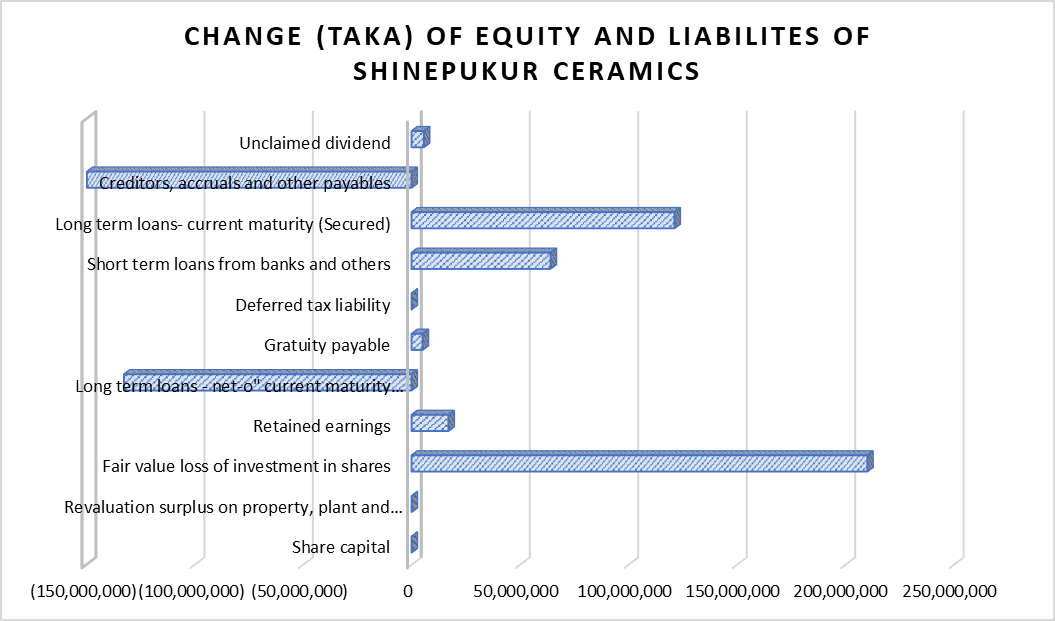 CHANGE (TAKA) OF EQUITY AND LIABILITES OF
SHINEPUKUR CERAMICS
Unclaimed dividend
Creditors, accruals and other payables
Long term loans- current maturity (Secured)
Short term loans from banks and others
Deferred tax liability
Gratuity payable
Long term loans - net-o" current maturity...
Retained earnings
Fair value loss of investment in shares
Revaluation surplus on property, plant and...
Share capital
(150,000,000) (100,000,000) (50,000,000) 0 50,000,000 100,000,000 150,000,000 200,000,000 250,000,000